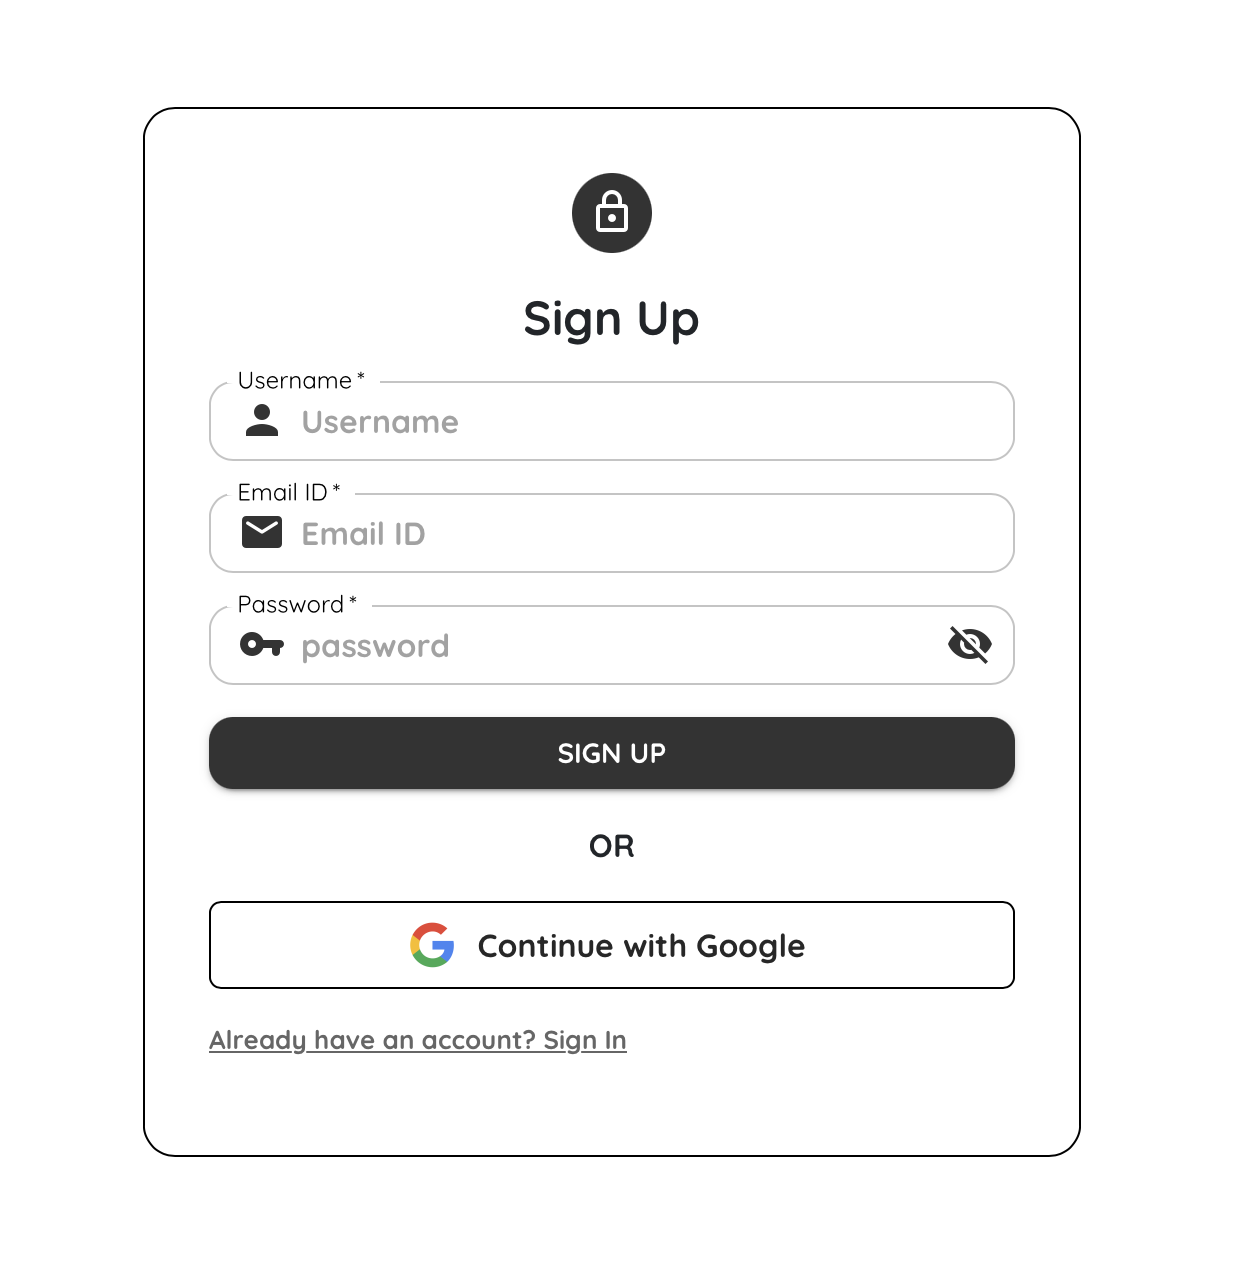 Sign Up
Username *
Username
Email ID *
Email ID
Password *
password
SIGN UP
OR
Continue with Google
Already have an account? Sign In